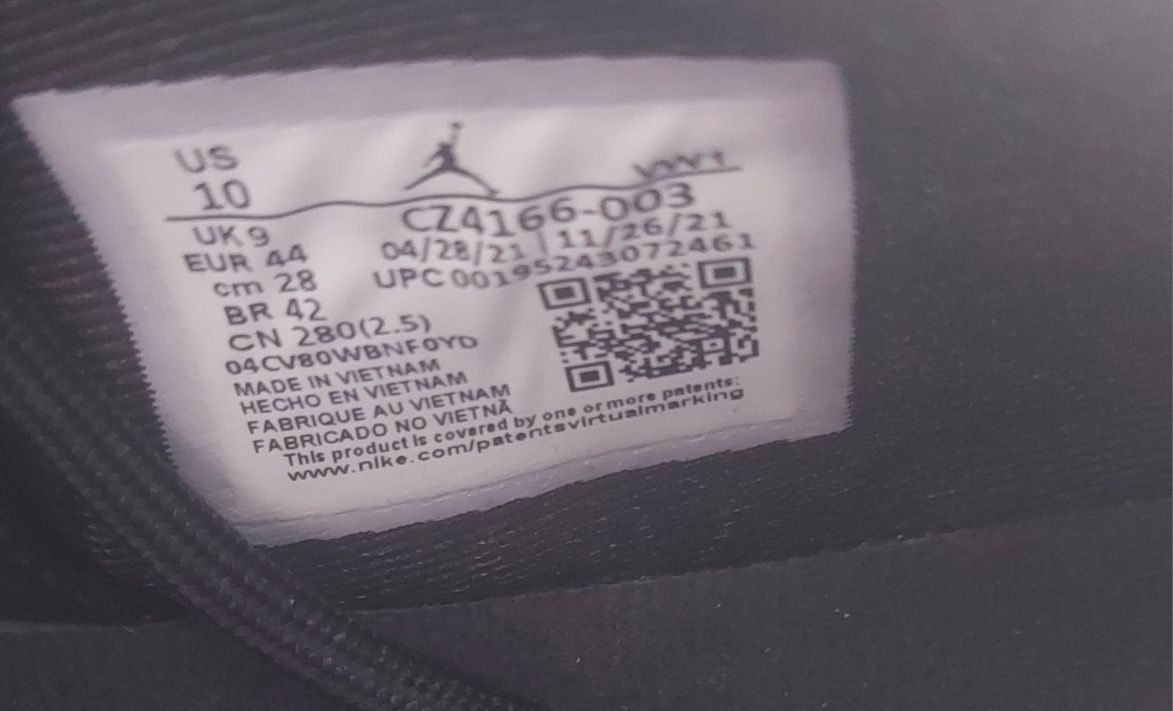 US
10
UK 9
EUR 44
cm 28
BR 42
CN 280(2.5)
04CV80WBNF0YD
MADE IN VIETNAM
HECHO EN VIETNAM
FABRIQUE AU VIETNAM
FABRICADO NO VIETNÃ
CZ4166-003
04/28/21 | 11/26/21
UPC 00195243072461
This product is covered by one or more patents:
www.nike.com/patentsvirtualmarking